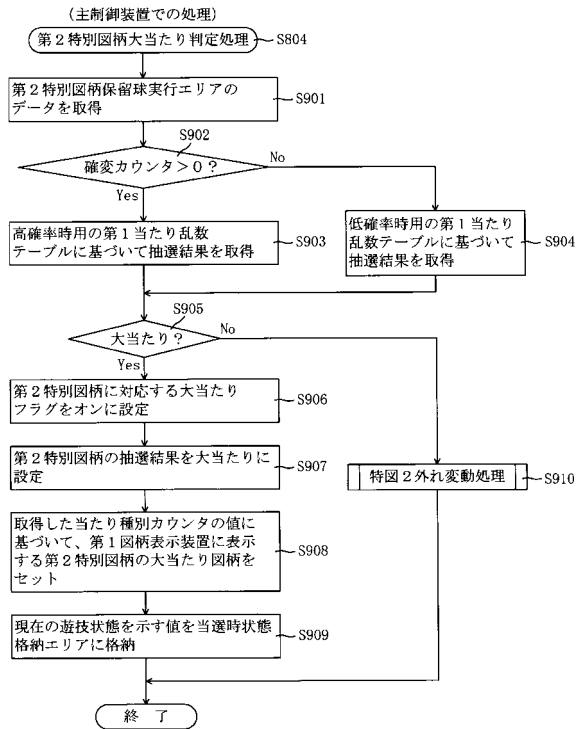 (主制御装置での処理)
第２特別図柄大当たり判定処理
S804
第２特別図柄保留球実行エリアの
データを取得
S901
S902
確変カウンタ＞０？
No
Yes
高確率時用の第１当たり乱数
テーブルに基づいて抽選結果を取得
S903
低確率時用の第１当たり
乱数テーブルに基づいて
抽選結果を取得
S904
S905
大当たり？
No
Yes
第２特別図柄に対応する大当たり
フラグをオンに設定
S906
第２特別図柄の抽選結果を大当たりに
設定
S907
特図２外れ変動処理
S910
取得した当たり種別カウンタの値に
基づいて、第１図柄表示装置に表示
する第２特別図柄の大当たり図柄を
セット
S908
現在の遊技状態を示す値を当選時状態
格納エリアに格納
S909
終 了